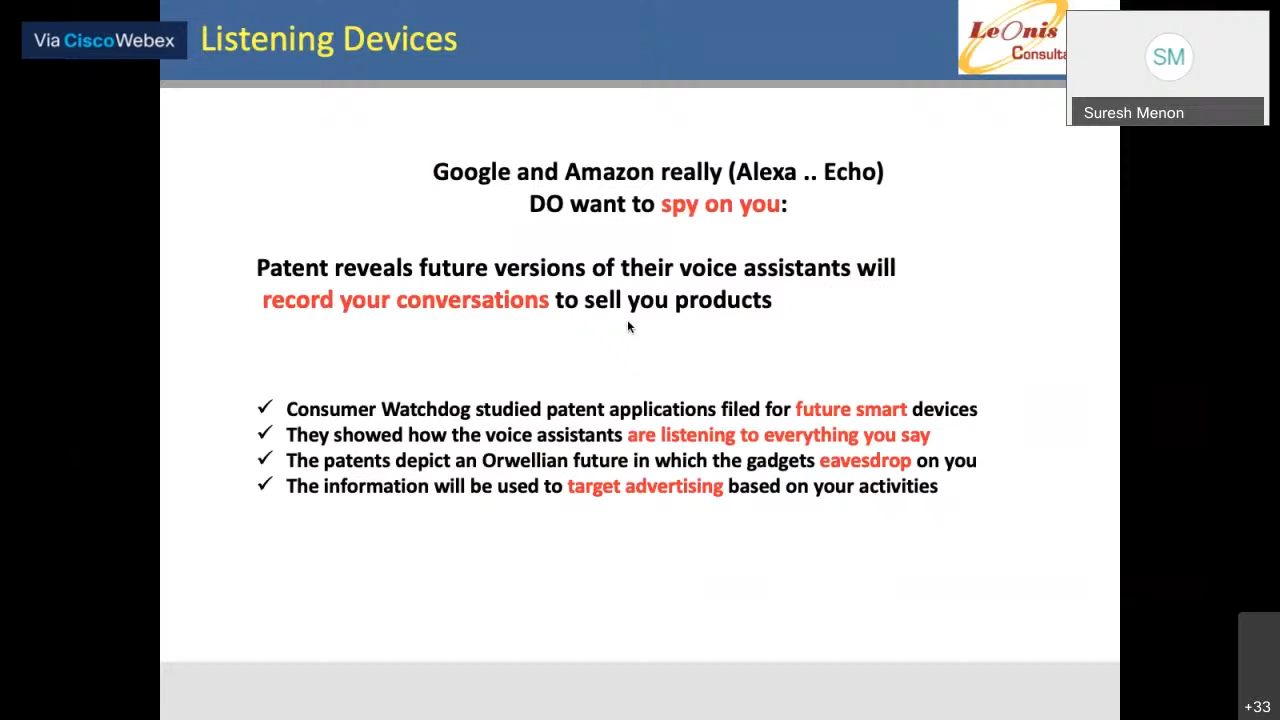 Via CiscoWebex
Listening Devices
LeOnis
Consulta
SM
Suresh Menon
Google and Amazon really (Alexa .. Echo)
DO want to spy on you:
Patent reveals future versions of their voice assistants will
record your conversations to sell you products
✓ Consumer Watchdog studied patent applications filed for future smart devices
✓ They showed how the voice assistants are listening to everything you say
✓ The patents depict an Orwellian future in which the gadgets eavesdrop on you
✓ The information will be used to target advertising based on your activities
+33